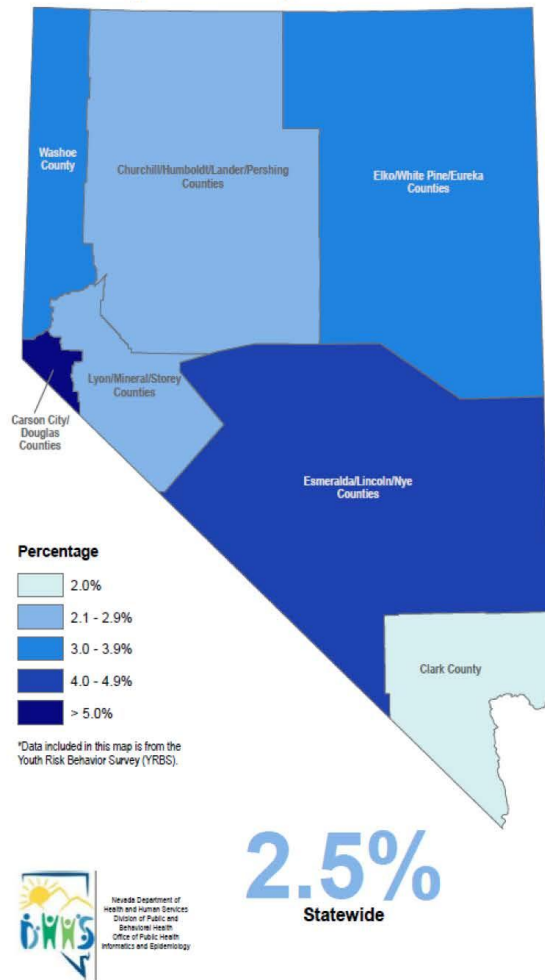 Washoe
County
Churchill/Humboldt/Lander/Pershing
Counties
Elko/White Pine/Eureka
Counties
Lyon/Mineral/Storey
Counties
Carson City/
Douglas
Counties
Esmeralda/Lincoln/Nye
Counties
Clark County
Percentage
2.0%
2.1 - 2.9%
3.0 - 3.9%
4.0 - 4.9%
> 5.0%
*Data included in this map is from the
Youth Risk Behavior Survey (YRBS).
2.5%
Statewide
DHHS
Nevada Department of
Health and Human Services
Division of Public and
Behavioral Health
Office of Public Health
Informatics and Epidemiology